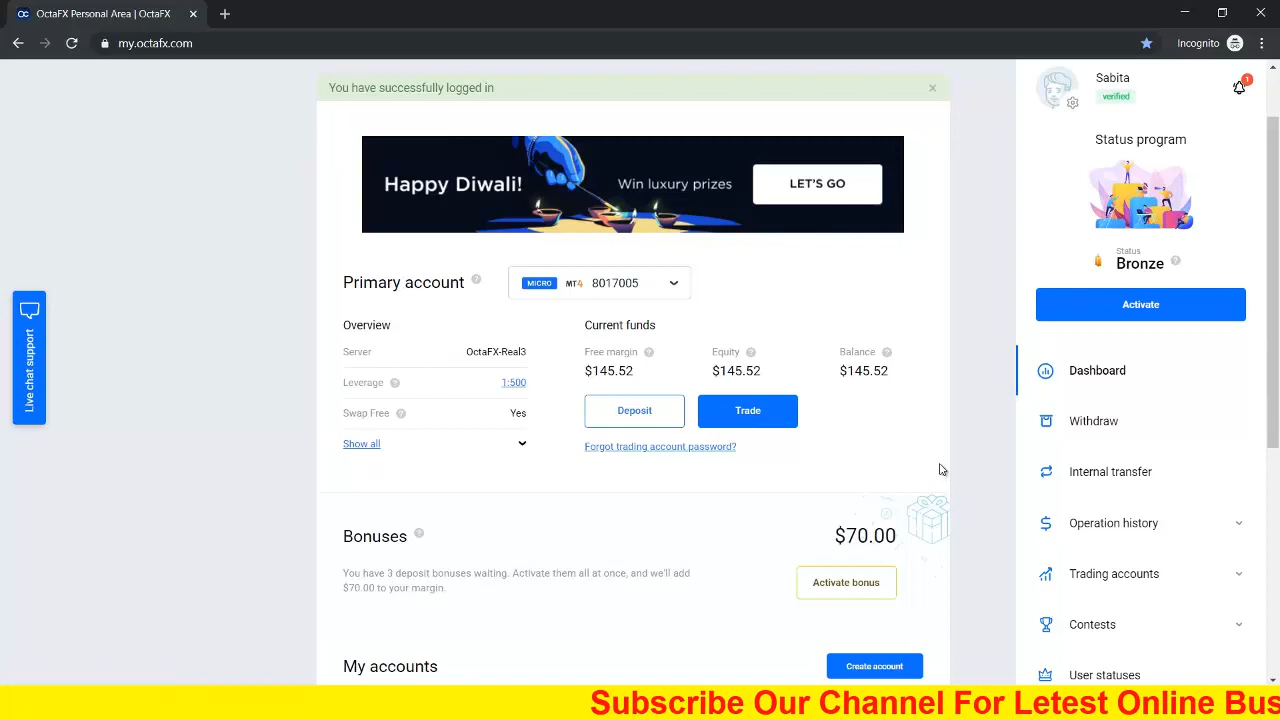 OctaFX Personal Area | OctaFX
my.octafx.com
Incognito
You have successfully logged in
Happy Diwali!
Win luxury prizes
LET'S GO
Primary account
MICRO MT4 8017005
Overview
Server OctaFX-Real3
Leverage 1:500
Swap Free Yes
Show all
Current funds
Free margin Equity Balance
$145.52 $145.52 $145.52
Deposit Trade
Forgot trading account password?
Bonuses
$70.00
You have 3 deposit bonuses waiting. Activate them all at once, and we'll add
$70.00 to your margin.
Activate bonus
My accounts
Create account
Live chat support
Sabita
verified
1
Status program
Status
Bronze
Activate
Dashboard
Withdraw
Internal transfer
Operation history
Trading accounts
Contests
User statuses
Subscribe Our Channel For Letest Online Bus